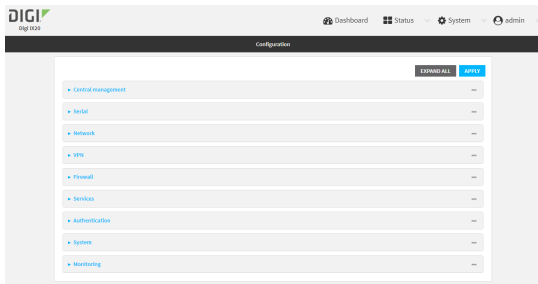 DIGI
Digi IX20
Dashboard
Status
System
admin
Configuration
EXPAND ALL
APPLY
Central management
Serial
Network
VPN
Firewall
Services
Authentication
System
Monitoring